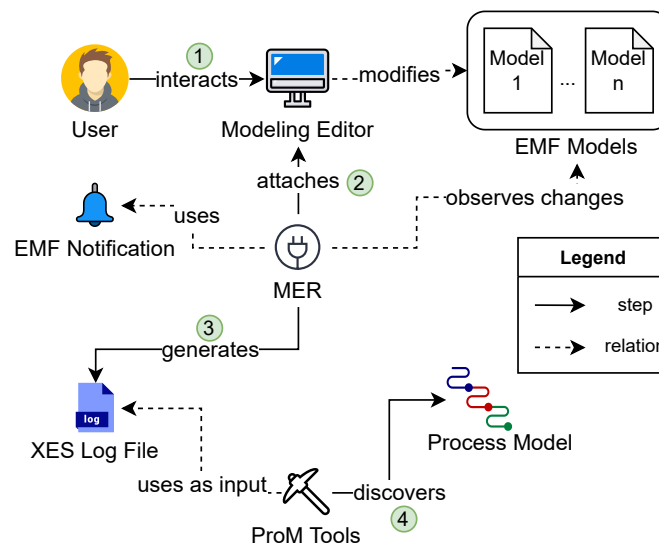 1
interacts
modifies
Model
1
...
Model
n
User
Modeling Editor
EMF Models
attaches
2
uses
observes changes
EMF Notification
MER
Legend
step
relation
3
generates
log
XES Log File
Process Model
uses as input
discovers
4
ProM Tools